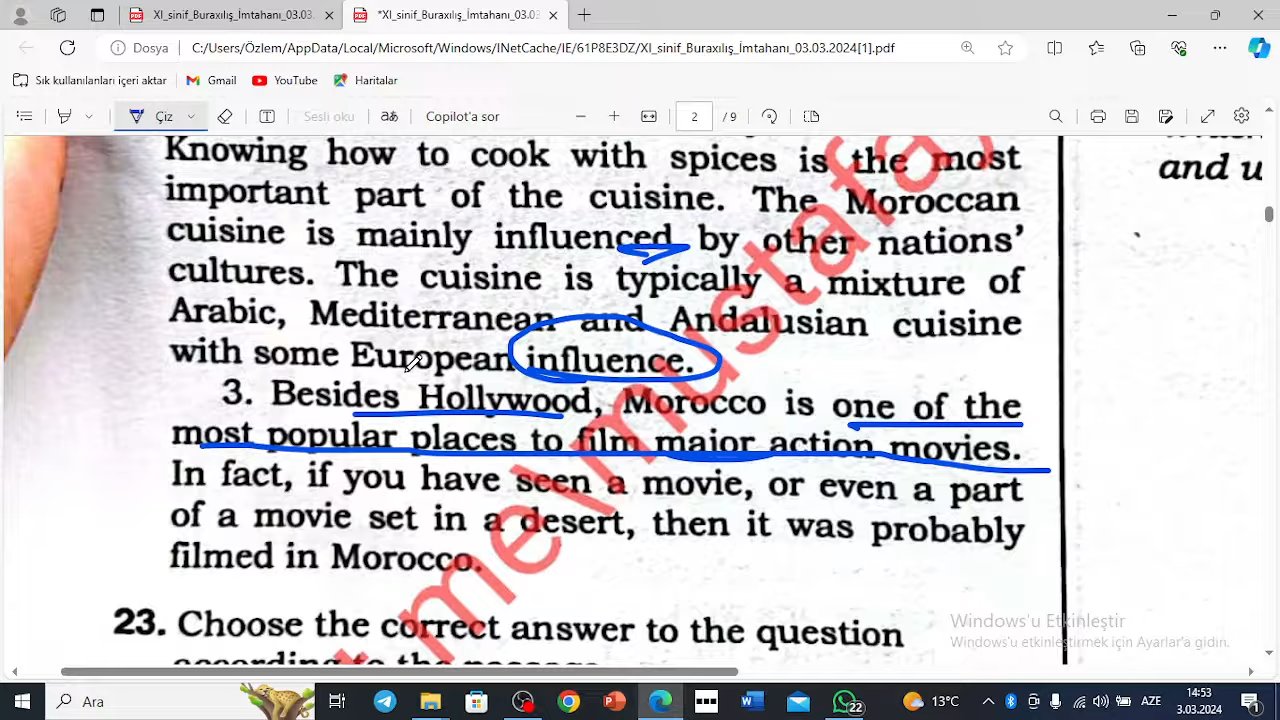 XI_sinif_Buraxılış_İmtahanı_03.03.
*XI_sinif_Buraxılış_İmtahanı_03.0
Dosya
C:/Users/Özlem/AppData/Local/Microsoft/Windows/INetCache/IE/61P8E3DZ/XI_sinif_Buraxılış_İmtahanı_03.03.2024[1].pdf
Sık kullanılanları içeri aktar
Gmail
YouTube
Haritalar
Çiz
Sesli oku
Copilot'a sor
2 / 9
Knowing how to cook with spices is the most
important part of the cuisine. The Moroccan
cuisine is mainly influenced by other nations’
cultures. The cuisine is typically a mixture of
Arabic, Mediterranean and Andalusian cuisine
with some European influence.
3. Besides Hollywood, Morocco is one of the
most popular places to film major action movies.
In fact, if you have seen a movie, or even a part
of a movie set in a desert, then it was probably
filmed in Morocco.
23. Choose the correct answer to the question
according to the passage
and u
Windows'u Etkinleştir
Windows'u etkinleştirmek için Ayarlar'a gidin.
Ara
22
13°C
AZE
14:53
3.03.2024
1